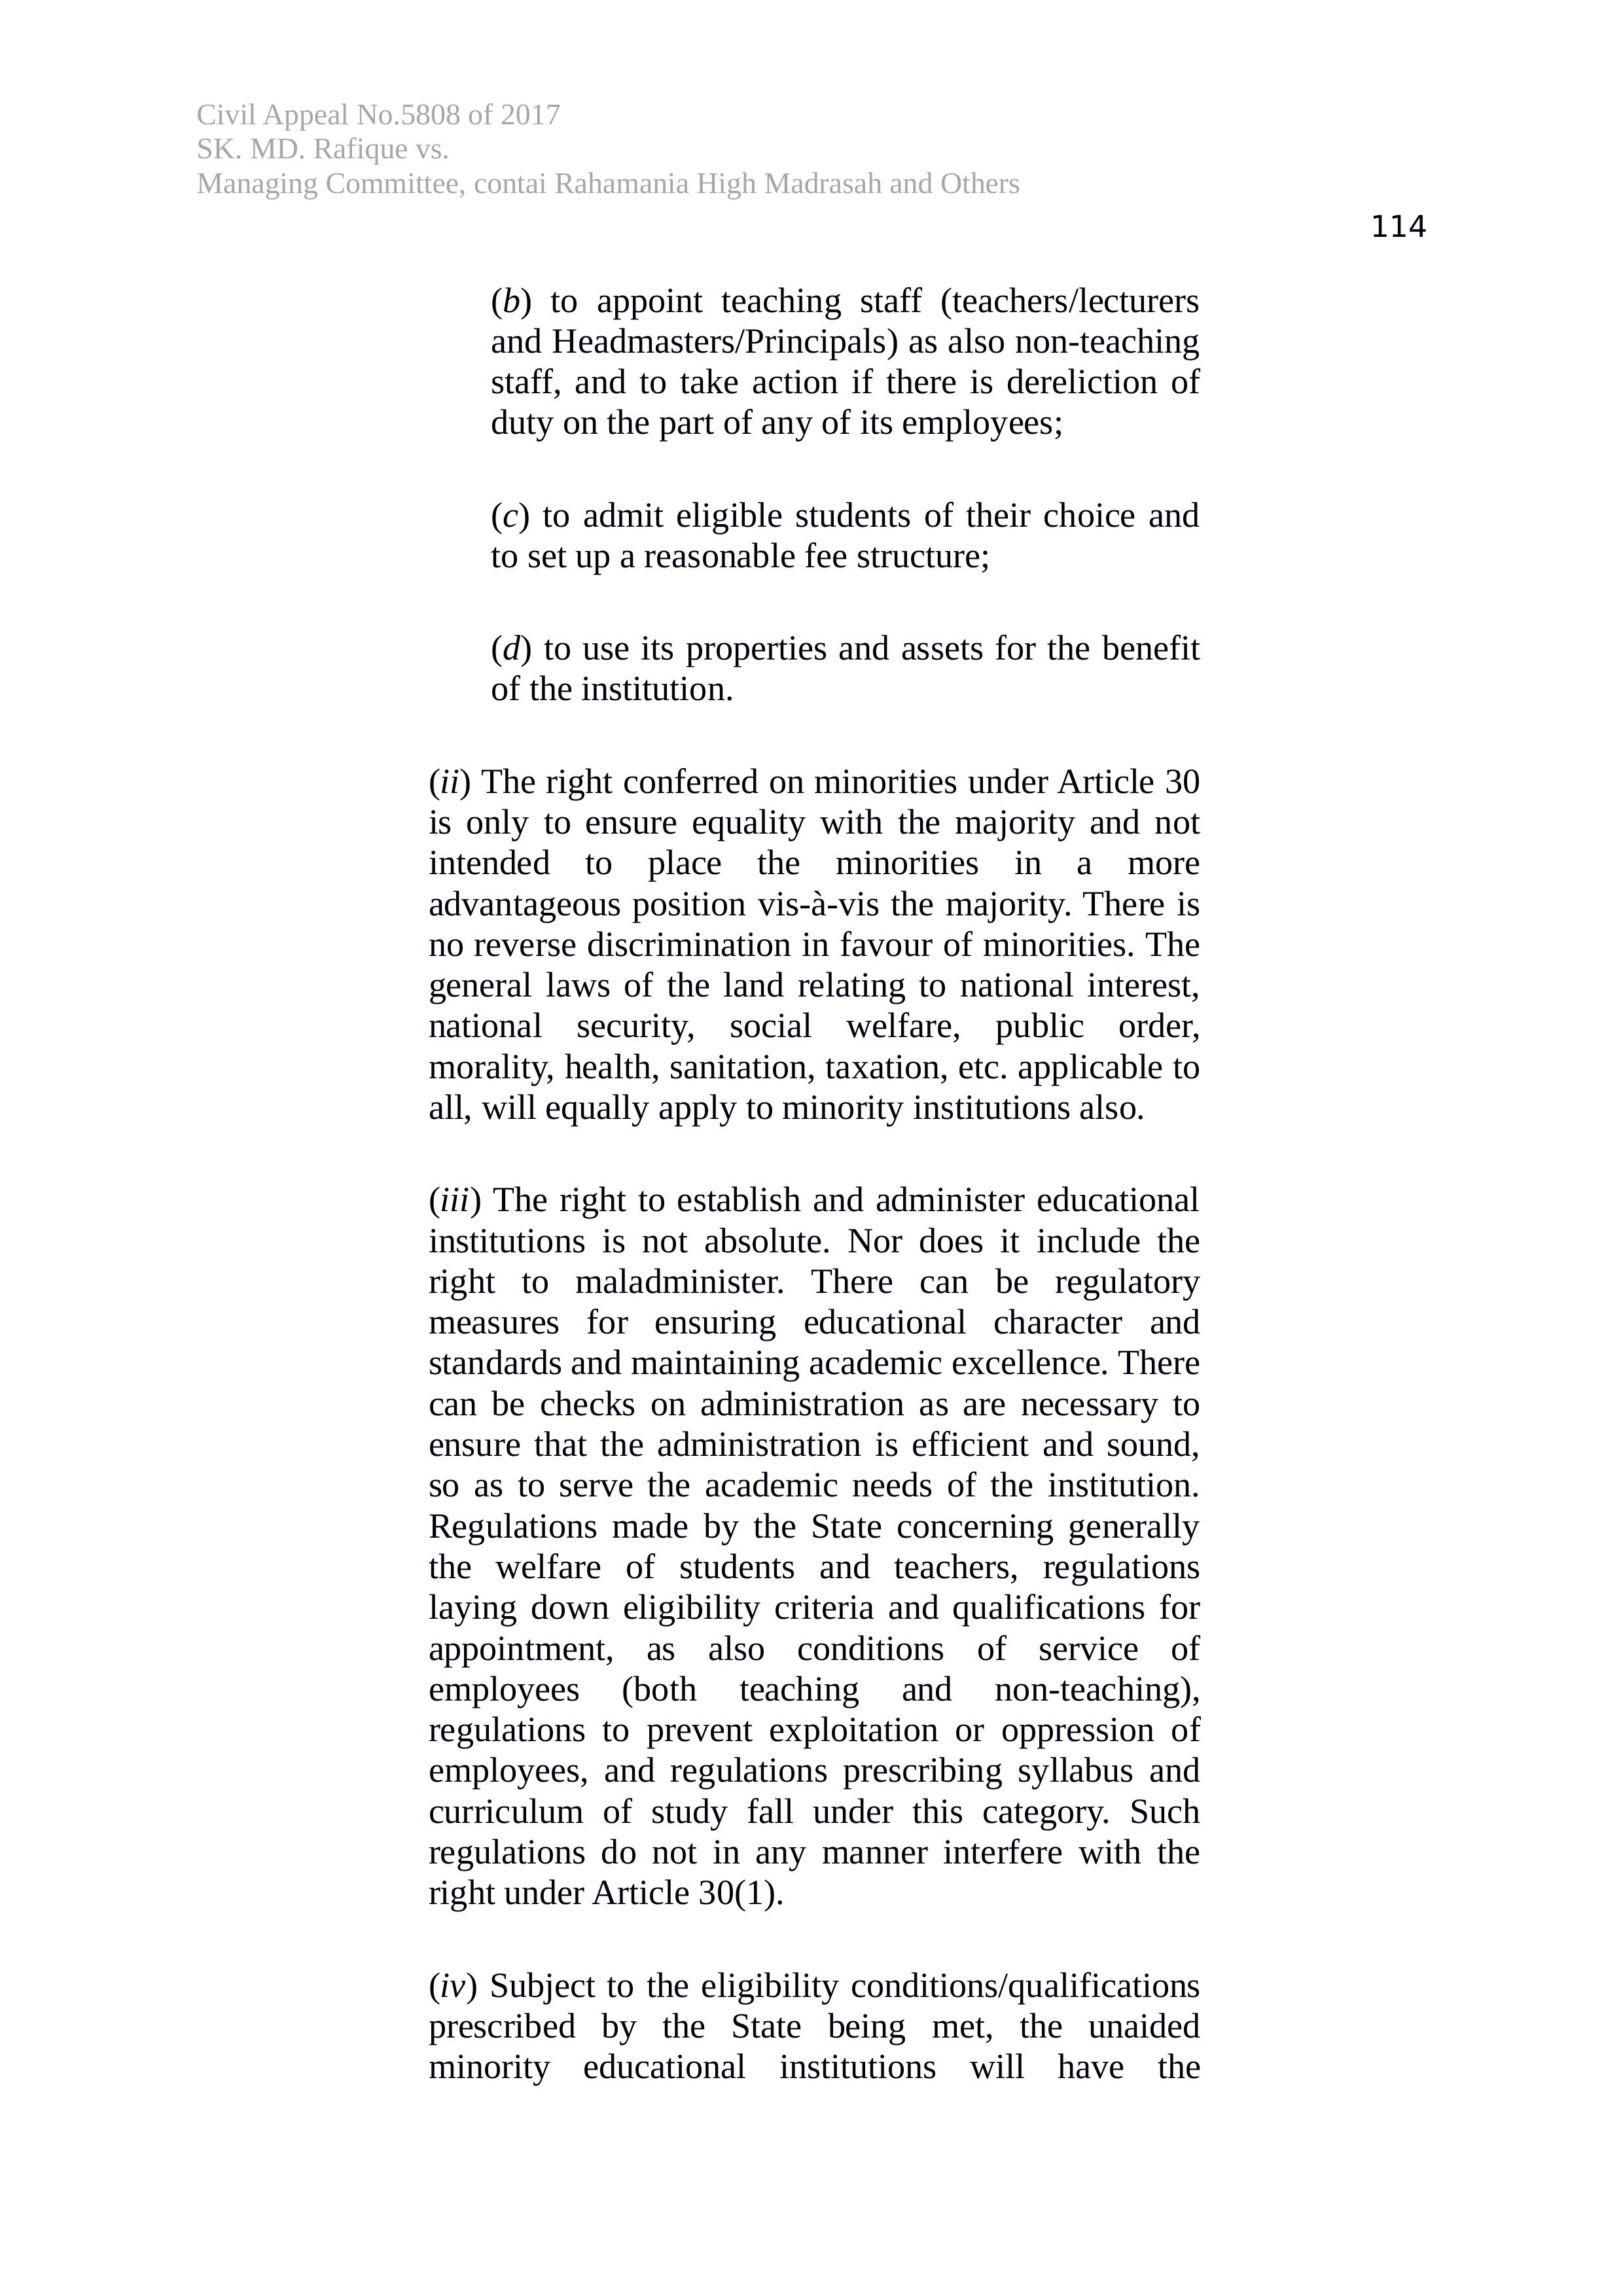 Civil Appeal No.5808 of 2017
SK. MD. Rafique vs.
Managing Committee, contai Rahamania High Madrasah and Others
114
(b) to appoint teaching staff (teachers/lecturers
and Headmasters/Principals) as also non-teaching
staff, and to take action if there is dereliction of
duty on the part of any of its employees;
(c) to admit eligible students of their choice and
to set up a reasonable fee structure;
(d) to use its properties and assets for the benefit
of the institution.
(ii) The right conferred on minorities under Article 30
is only to ensure equality with the majority and not
intended to place the minorities in a more
advantageous position vis-à-vis the majority. There is
no reverse discrimination in favour of minorities. The
general laws of the land relating to national interest,
national security, social welfare, public order,
morality, health, sanitation, taxation, etc. applicable to
all, will equally apply to minority institutions also.
(iii) The right to establish and administer educational
institutions is not absolute. Nor does it include the
right to maladminister. There can be regulatory
measures for ensuring educational character and
standards and maintaining academic excellence. There
can be checks on administration as are necessary to
ensure that the administration is efficient and sound,
so as to serve the academic needs of the institution.
Regulations made by the State concerning generally
the welfare of students and teachers, regulations
laying down eligibility criteria and qualifications for
appointment, as also conditions of service of
employees (both teaching and non-teaching),
regulations to prevent exploitation or oppression of
employees, and regulations prescribing syllabus and
curriculum of study fall under this category. Such
regulations do not in any manner interfere with the
right under Article 30(1).
(iv) Subject to the eligibility conditions/qualifications
prescribed by the State being met, the unaided
minority educational institutions will have the